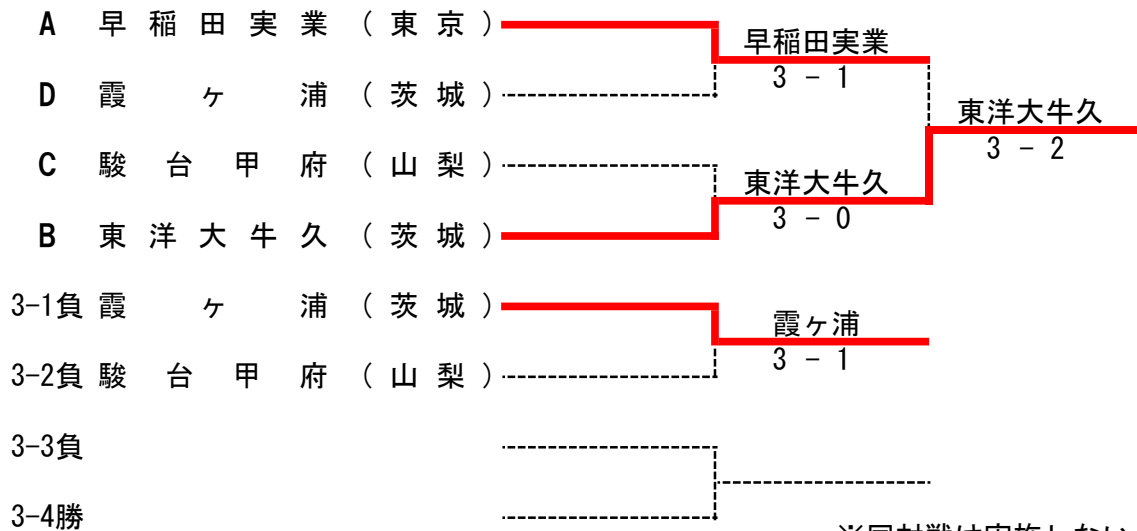 A 早稲田実業（東京）
早稲田実業
3 - 1
D 霞ヶ浦（茨城）
東洋大牛久
3 - 2
C 駿台甲府（山梨）
東洋大牛久
3 - 0
B 東洋大牛久（茨城）
3-1負 霞ヶ浦（茨城）
霞ヶ浦
3 - 1
3-2負 駿台甲府（山梨）
3-3負
3-4勝